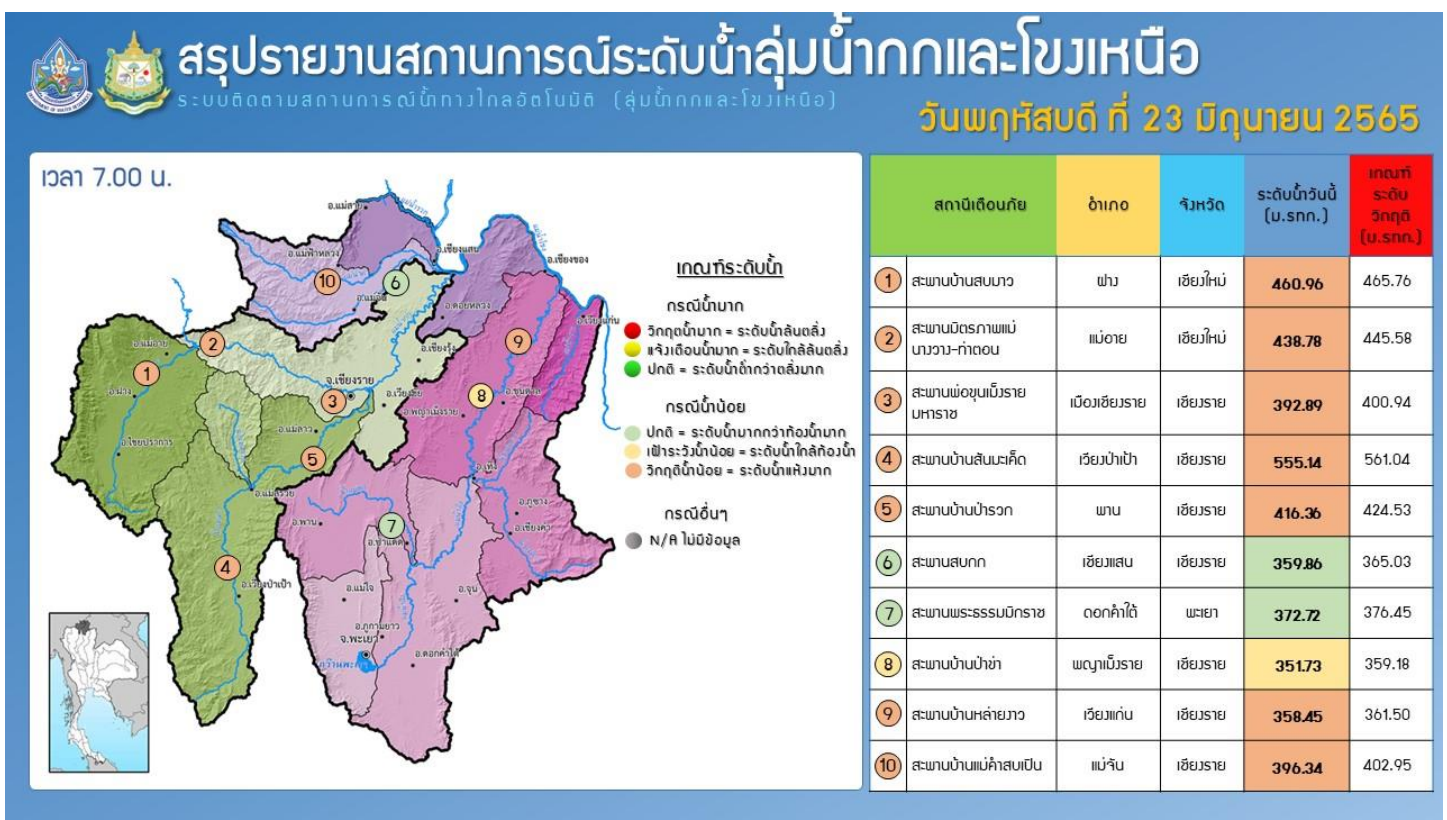 สรุปรายงานสถานการณ์ระดับน้ำลุ่มน้ำกกและโขงเหนือ
ระบบติดตามสถานการณ์น้ำทางไกลอัตโนมัติ (ลุ่มน้ำกกและโขงเหนือ)
วันพฤหัสบดี ที่ 23 มิถุนายน 2565
เวลา 7.00 น.
อ.แม่สาย
อ.แม่ฟ้าหลวง
อ.เชียงแสน
อ.เชียงของ
10
6
อ.ดอยหลวง
อ.เวียงแก่น
อ.แม่อาย
2
9
อ.เชียงรุ้ง
1
จ.เชียงราย
อ.ฝาง
3
8
อ.ขุนตาล
อ.พญาเม็งราย
อ.แม่ลาว
อ.ไชยปราการ
5
อ.เทิง
อ.แม่สรวย
อ.ภูซาง
อ.พาน
7
อ.เชียงคำ
อ.ป่าแดด
4
อ.เวียงป่าเป้า
อ.แม่ใจ
อ.จุน
อ.ภูกามยาว
จ.พะเยา
อ.ดอกคำใต้
กว๊านพะเยา
เกณฑ์ระดับน้ำ
กรณีน้ำมาก
วิกฤตน้ำมาก = ระดับน้ำล้นตลิ่ง
แจ้งเตือนน้ำมาก = ระดับใกล้ล้นตลิ่ง
ปกติ = ระดับน้ำต่ำกว่าตลิ่งมาก
กรณีน้ำน้อย
ปกติ = ระดับน้ำมากกว่าท้องน้ำมาก
เฝ้าระวังน้ำน้อย = ระดับน้ำใกล้ท้องน้ำ
วิกฤตน้ำน้อย = ระดับน้ำแห้งมาก
กรณีอื่นๆ
N/A ไม่มีข้อมูล
สถานีเตือนภัย อำเภอ จังหวัด ระดับน้ำวันนี้ (ม.รทก.) เกณฑ์ระดับวิกฤติ (ม.รทก.)
1 สะพานบ้านสบมาว ฝาง เชียงใหม่ 460.96 465.76
2 สะพานมิตรภาพแม่นางวาง-ท่าตอน แม่อาย เชียงใหม่ 438.78 445.58
3 สะพานพ่อขุนเม็งรายมหาราช เมืองเชียงราย เชียงราย 392.89 400.94
4 สะพานบ้านสันมะเค็ด เวียงป่าเป้า เชียงราย 555.14 561.04
5 สะพานบ้านป่ารวก พาน เชียงราย 416.36 424.53
6 สะพานสบกก เชียงแสน เชียงราย 359.86 365.03
7 สะพานพระธรรมมิกราช ดอกคำใต้ พะเยา 372.72 376.45
8 สะพานบ้านป่าข่า พญาเม็งราย เชียงราย 351.73 359.18
9 สะพานบ้านหล่ายงาว เวียงแก่น เชียงราย 358.45 361.50
10 สะพานบ้านแม่คำสบเปิน แม่จัน เชียงราย 396.34 402.95